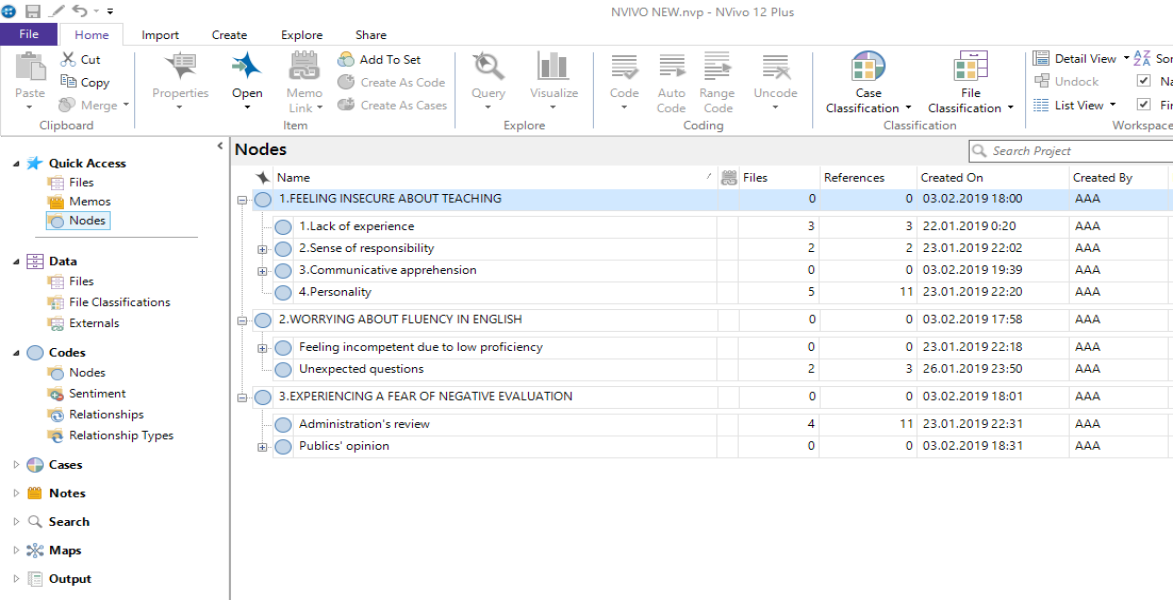 NVIVO NEW.nvp - NVivo 12 Plus
File Home Import Create Explore Share
Paste Cut Copy Merge
Clipboard
Properties Open Memo Link Add To Set Create As Code Create As Cases
Item
Query Visualize
Explore
Code Auto Code Range Code Uncode
Coding
Case Classification File Classification
Classification
Detail View Sor
Undock Na
List View Fir
Workspace
Quick Access
Files
Memos
Nodes
Data
Files
File Classifications
Externals
Codes
Nodes
Sentiment
Relationships
Relationship Types
Cases
Notes
Search
Maps
Output
Nodes Search Project
Name Files References Created On Created By
1.FEELING INSECURE ABOUT TEACHING 0 0 03.02.2019 18:00 AAA
1.Lack of experience 3 3 22.01.2019 0:20 AAA
2.Sense of responsibility 2 2 23.01.2019 22:02 AAA
3.Communicative apprehension 0 0 03.02.2019 19:39 AAA
4.Personality 5 11 23.01.2019 22:20 AAA
2.WORRYING ABOUT FLUENCY IN ENGLISH 0 0 03.02.2019 17:58 AAA
Feeling incompetent due to low proficiency 0 0 23.01.2019 22:18 AAA
Unexpected questions 2 3 26.01.2019 23:50 AAA
3.EXPERIENCING A FEAR OF NEGATIVE EVALUATION 0 0 03.02.2019 18:01 AAA
Administration's review 4 11 23.01.2019 22:31 AAA
Publics' opinion 0 0 03.02.2019 18:31 AAA